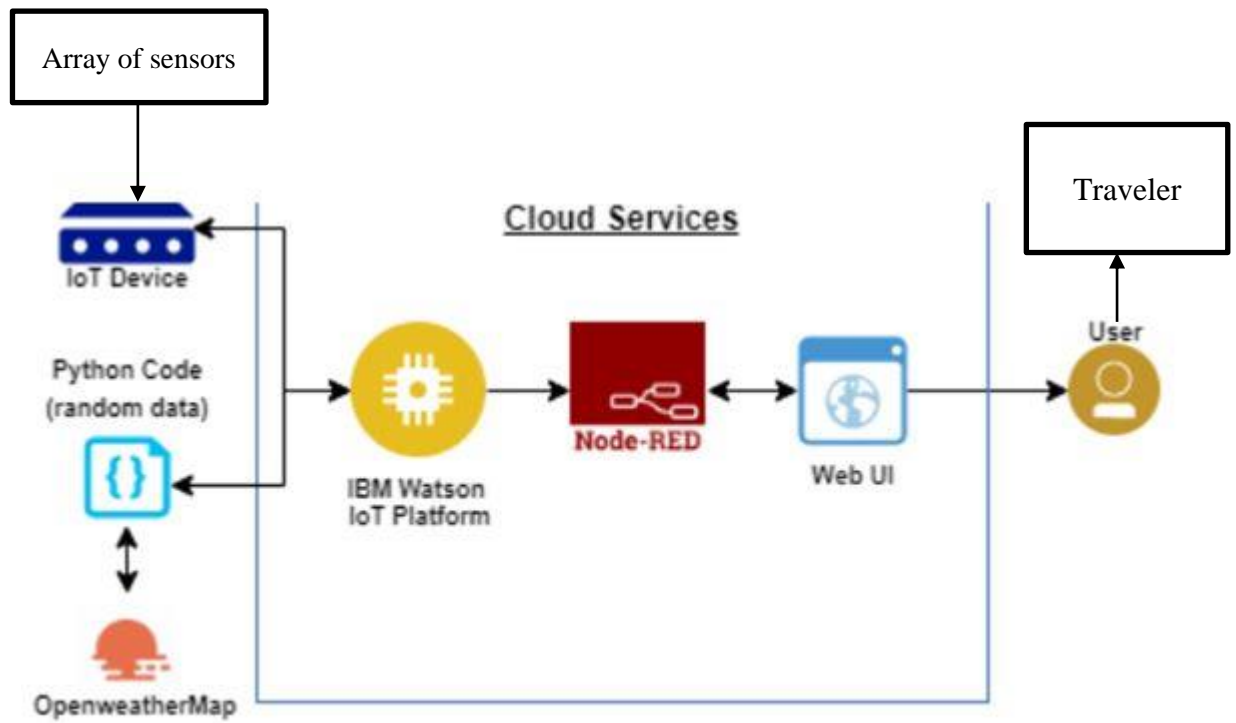 Array of sensors
Traveler
Cloud Services
IoT Device
User
Python Code
(random data)
{}
Node-RED
Web UI
IBM Watson
IoT Platform
OpenweatherMap